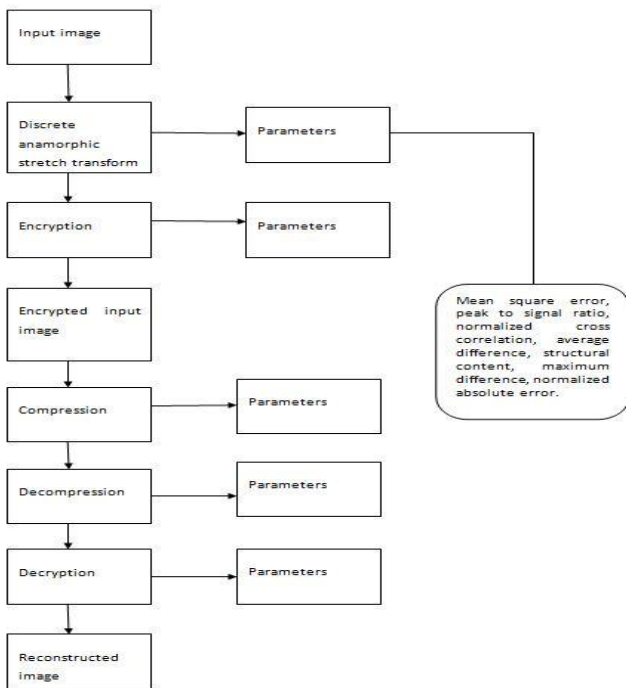 Input image
Discrete
anamorphic
stretch transform
Parameters
Encryption
Parameters
Encrypted input
image
Mean square error,
peak to signal ratio,
normalized cross
correlation, average
difference, structural
content, maximum
difference, normalized
absolute error.
Compression
Parameters
Decompression
Parameters
Decryption
Parameters
Reconstructed
image